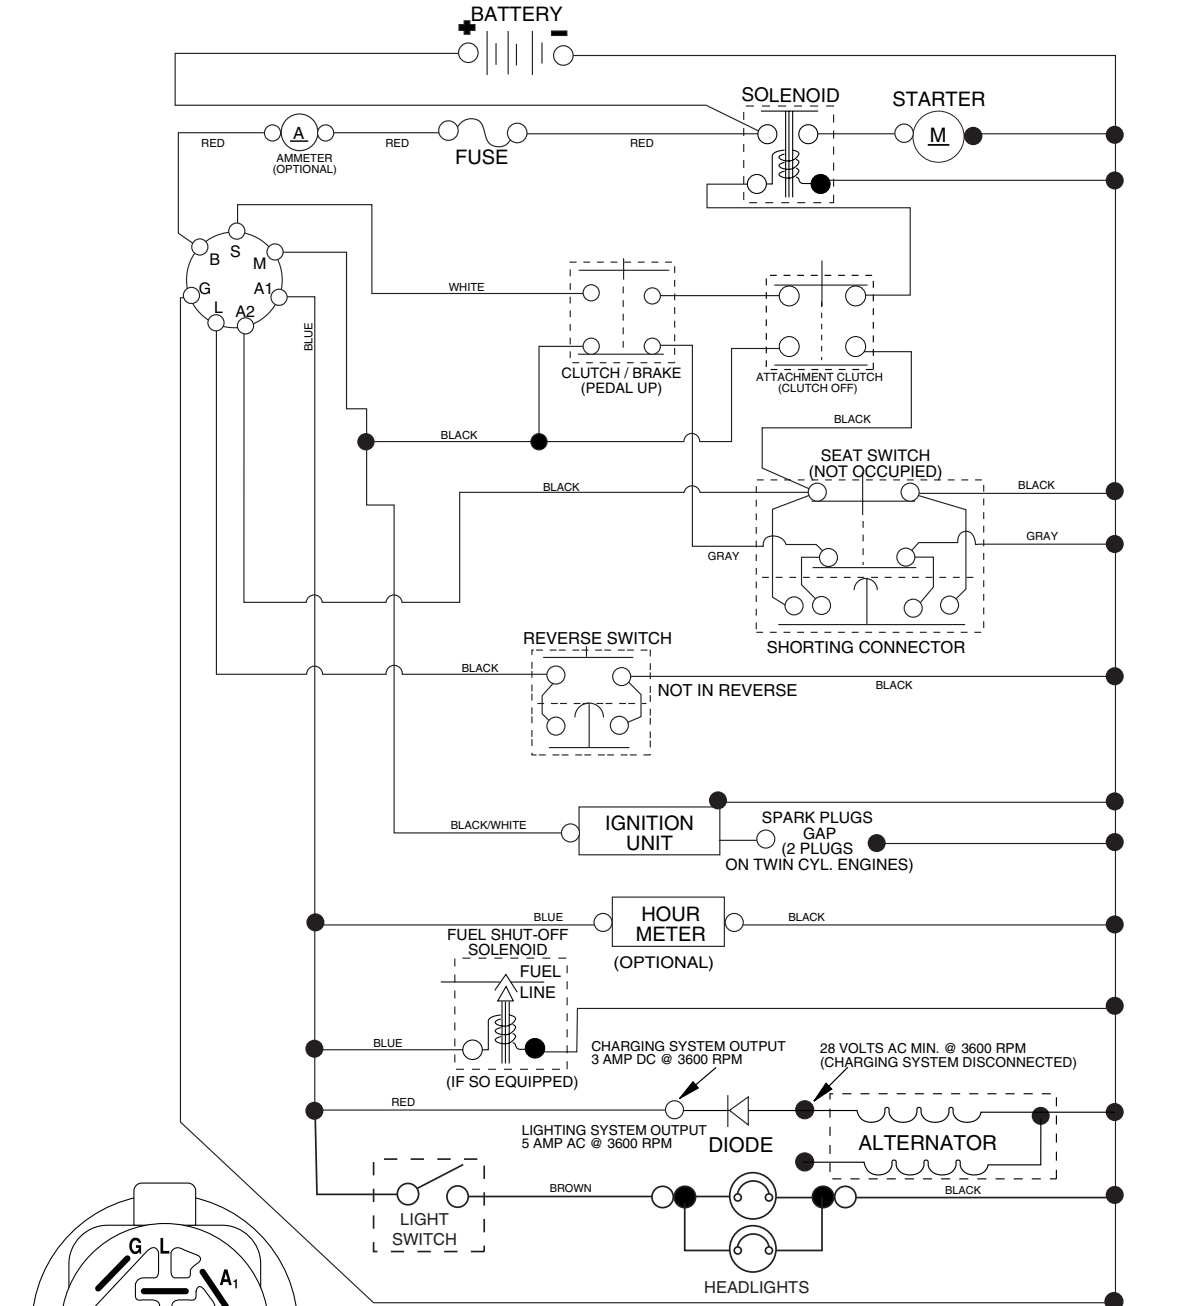 BATTERY
+ -
SOLENOID
STARTER
RED
A
AMMETER
(OPTIONAL)
RED
FUSE
RED
M
B
S
M
G
A1
L
A2
BLUE
WHITE
CLUTCH / BRAKE
(PEDAL UP)
ATTACHMENT CLUTCH
(CLUTCH OFF)
BLACK
BLACK
SEAT SWITCH
(NOT OCCUPIED)
BLACK
BLACK
GRAY
GRAY
SHORTING CONNECTOR
REVERSE SWITCH
BLACK
NOT IN REVERSE
BLACK
BLACK/WHITE
IGNITION
UNIT
SPARK PLUGS
GAP
(2 PLUGS
ON TWIN CYL. ENGINES)
BLUE
HOUR
METER
BLACK
(OPTIONAL)
FUEL SHUT-OFF
SOLENOID
FUEL
LINE
BLUE
(IF SO EQUIPPED)
CHARGING SYSTEM OUTPUT
3 AMP DC @ 3600 RPM
28 VOLTS AC MIN. @ 3600 RPM
(CHARGING SYSTEM DISCONNECTED)
RED
LIGHTING SYSTEM OUTPUT
5 AMP AC @ 3600 RPM
DIODE
ALTERNATOR
BROWN
BLACK
LIGHT
SWITCH
HEADLIGHTS
G L
A1